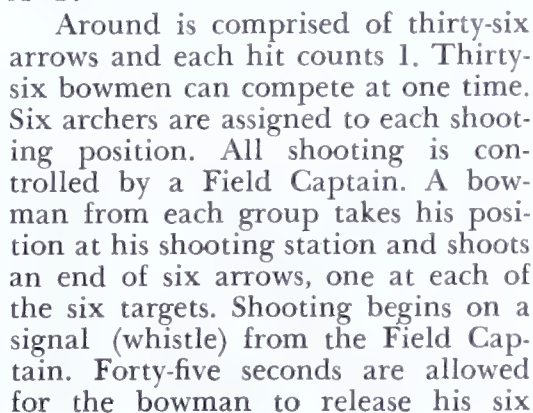 Around is comprised of thirty-six
arrows and each hit counts 1. Thirty-
six bowmen can compete at one time.
Six archers are assigned to each shoot-
ing position. All shooting is con-
trolled by a Field Captain. A bow-
man from each group takes his posi-
tion at his shooting station and shoots
an end of six arrows, one at each of
the six targets. Shooting begins on a
signal (whistle) from the Field Cap-
tain. Forty-five seconds are allowed
for the bowman to release his six